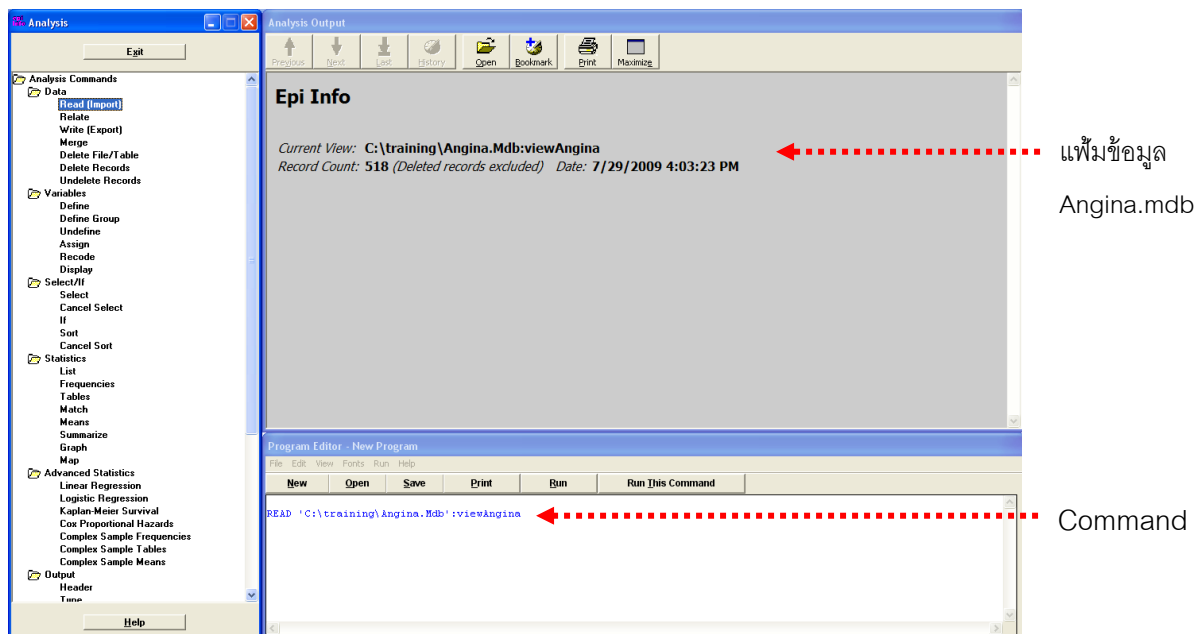 Analysis
Exit
Analysis Commands
Data
Read (Import)
Relate
Write (Export)
Merge
Delete File/Table
Delete Records
Undelete Records
Variables
Define
Define Group
Undefine
Assign
Recode
Display
Select/If
Select
Cancel Select
If
Sort
Cancel Sort
Statistics
List
Frequencies
Tables
Match
Means
Summarize
Graph
Map
Advanced Statistics
Linear Regression
Logistic Regression
Kaplan-Meier Survival
Cox Proportional Hazards
Complex Sample Frequencies
Complex Sample Tables
Complex Sample Means
Output
Header
Help
Analysis Output
Previous Next Last History Open Bookmark Print Maximize
Epi Info
Current View: C:\training\Angina.Mdb:viewAngina
Record Count: 518 (Deleted records excluded) Date: 7/29/2009 4:03:23 PM
Program Editor - New Program
File Edit View Fonts Run Help
New Open Save Print Run Run This Command
READ 'C:\training\Angina.Mdb':viewAngina
แฟ้มข้อมูล
Angina.mdb
Command